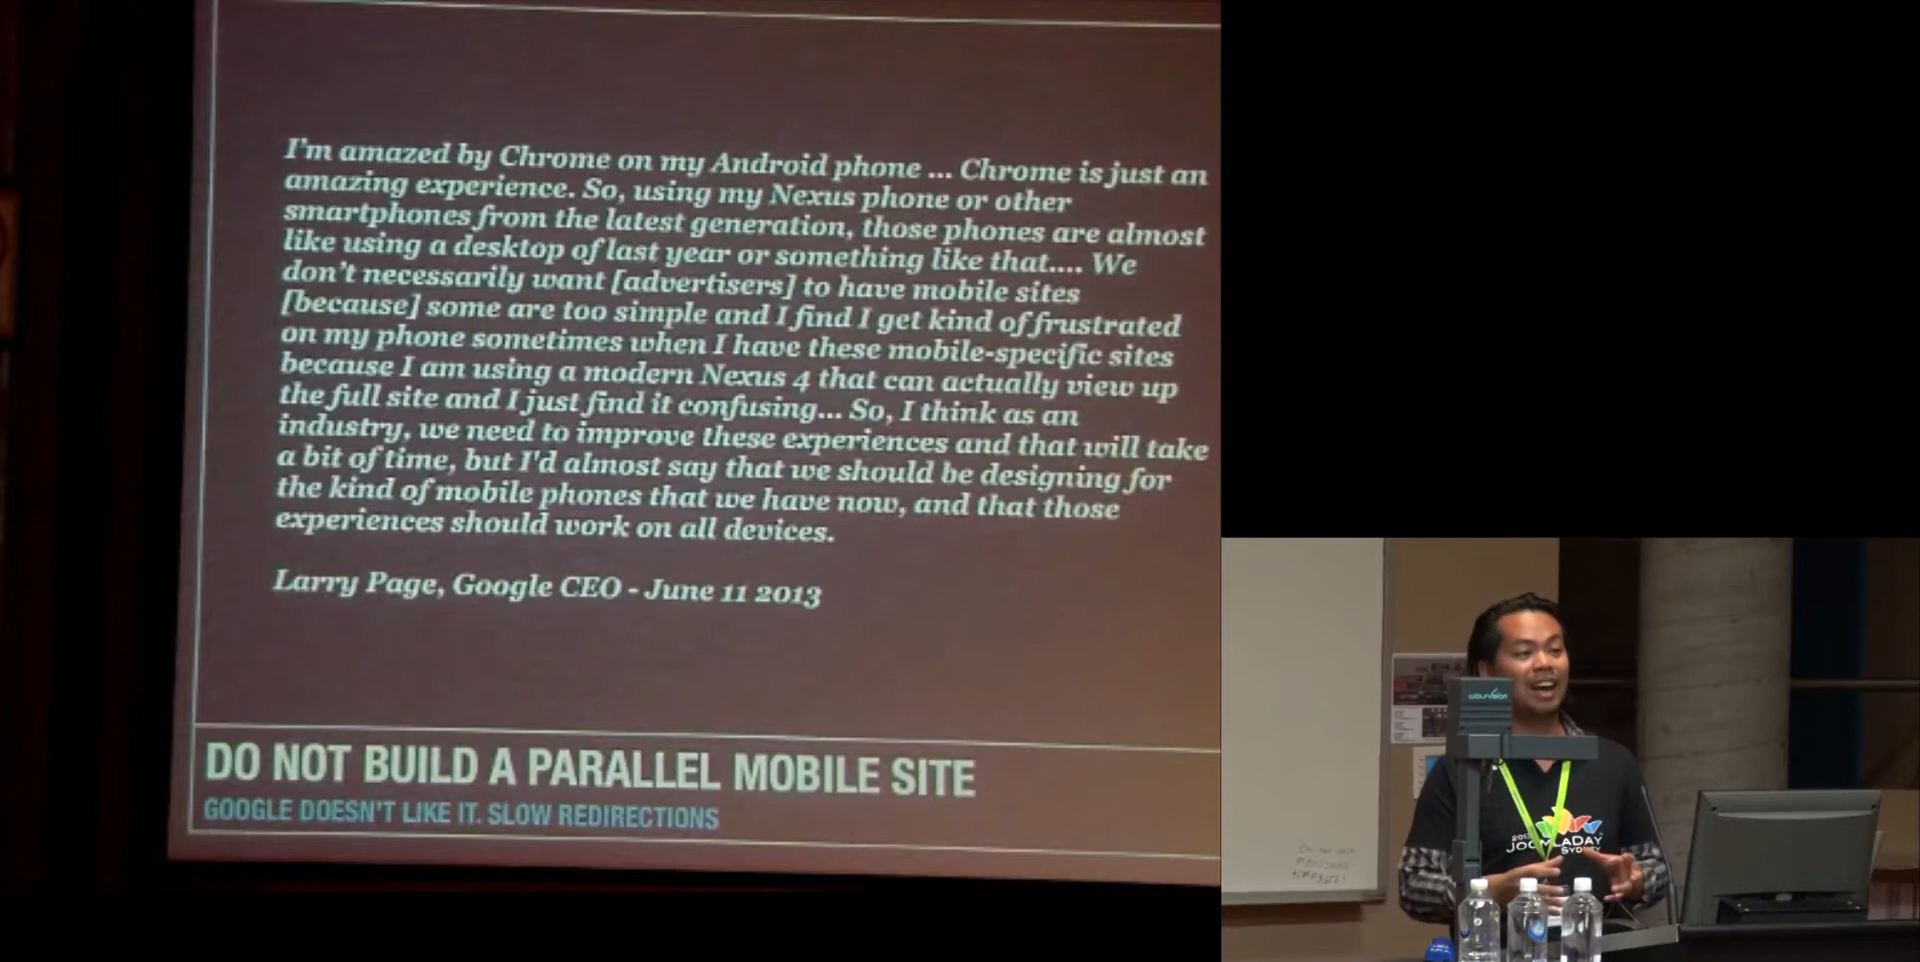 I'm amazed by Chrome on my Android phone ... Chrome is just an
amazing experience. So, using my Nexus phone or other
smartphones from the latest generation, those phones are almost
like using a desktop of last year or something like that.... We
don't necessarily want [advertisers] to have mobile sites
[because] some are too simple and I find I get kind of frustrated
on my phone sometimes when I have these mobile-specific sites
because I am using a modern Nexus 4 that can actually view up
the full site and I just find it confusing... So, I think as an
industry, we need to improve these experiences and that will take
a bit of time, but I'd almost say that we should be designing for
the kind of mobile phones that we have now, and that those
experiences should work on all devices.
Larry Page, Google CEO - June 11 2013
DO NOT BUILD A PARALLEL MOBILE SITE
GOOGLE DOESN'T LIKE IT. SLOW REDIRECTIONS
WOLFVISION
2013
JOOMLADAY
SYDNEY